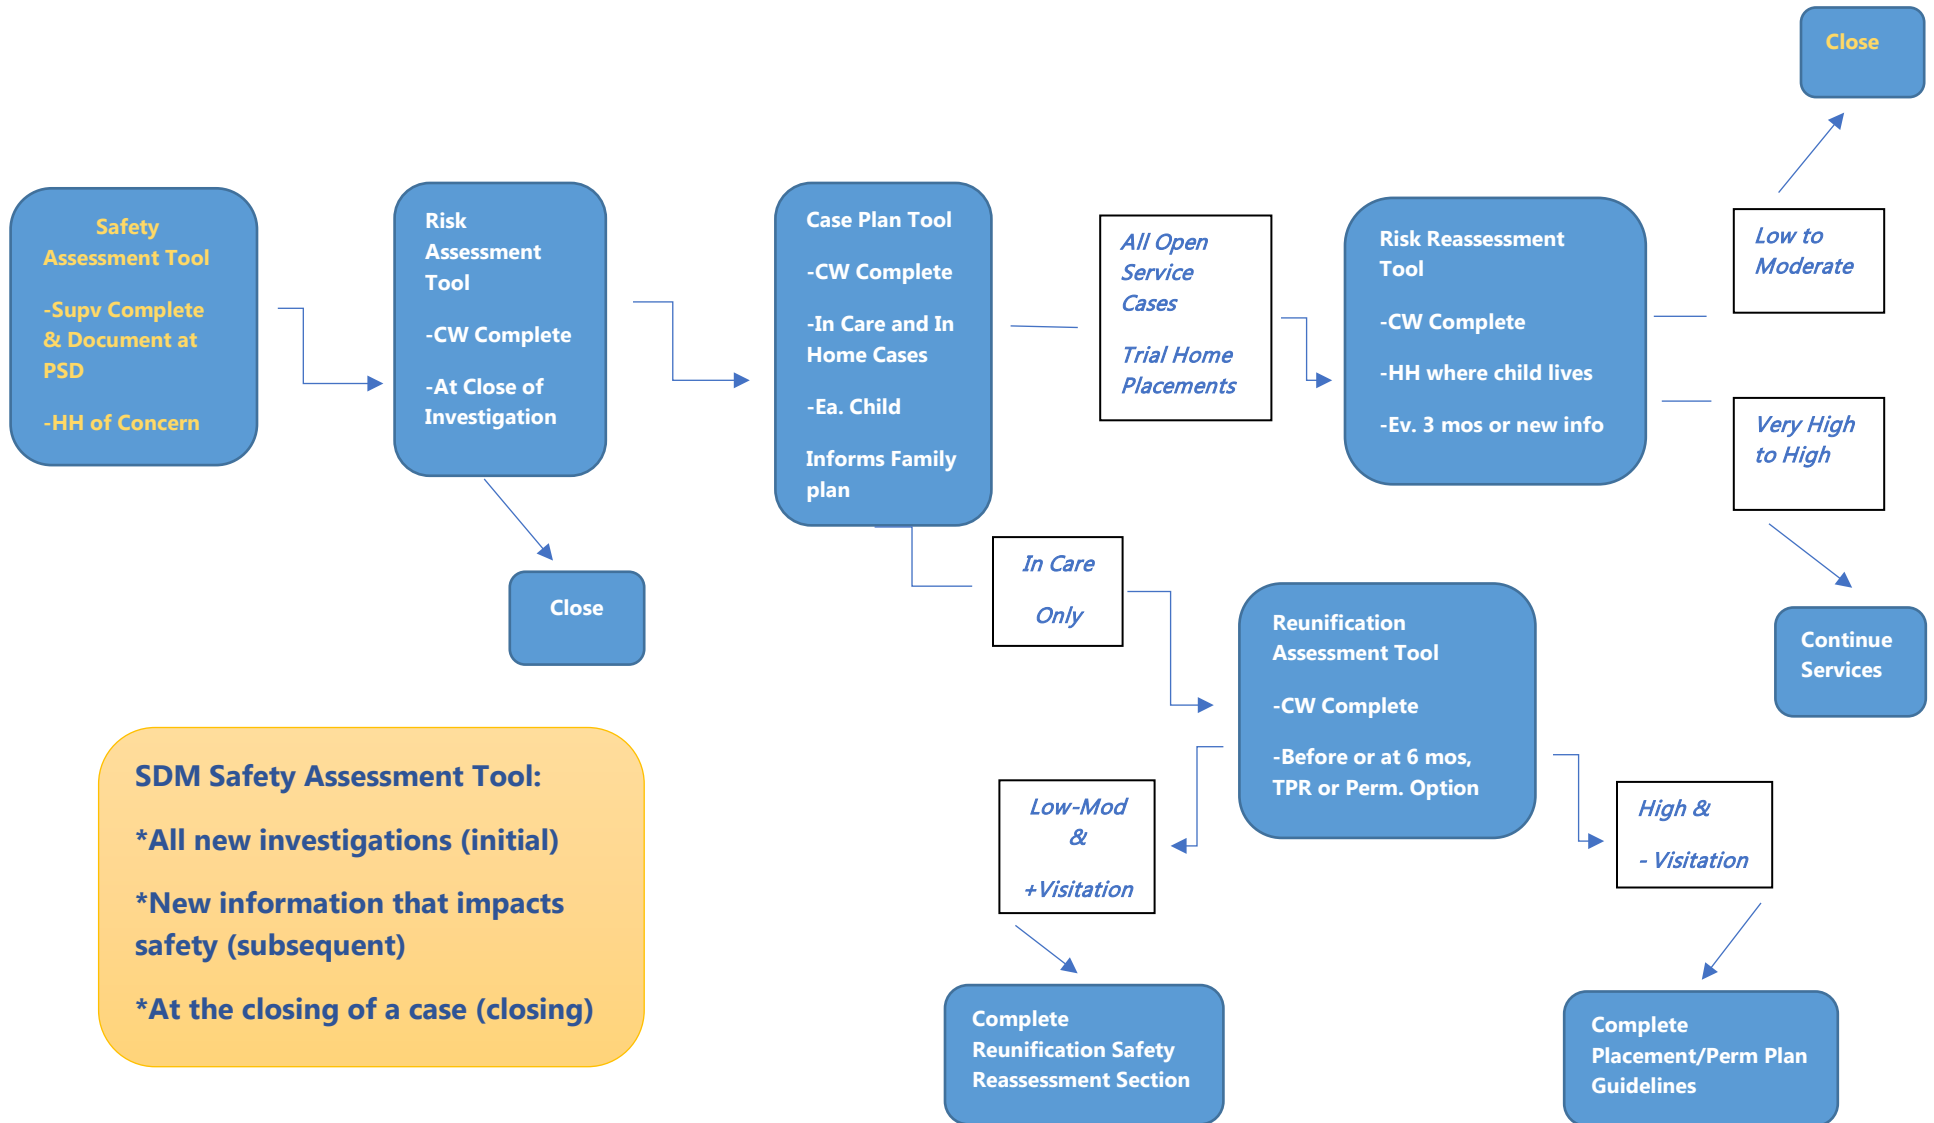 Close
Safety
Assessment Tool
-Supv Complete
& Document at
PSD
-HH of Concern
Risk
Assessment
Tool
-CW Complete
-At Close of
Investigation
Case Plan Tool
-CW Complete
-In Care and In
Home Cases
-Ea. Child
Informs Family
plan
All Open
Service
Cases
Trial Home
Placements
Risk Reassessment
Tool
-CW Complete
-HH where child lives
-Ev. 3 mos or new info
Low to
Moderate
Very High
to High
Close
In Care
Only
Reunification
Assessment Tool
-CW Complete
-Before or at 6 mos,
TPR or Perm. Option
Continue
Services
SDM Safety Assessment Tool:
*All new investigations (initial)
*New information that impacts
safety (subsequent)
*At the closing of a case (closing)
Low-Mod
&
+Visitation
High &
- Visitation
Complete
Reunification Safety
Reassessment Section
Complete
Placement/Perm Plan
Guidelines